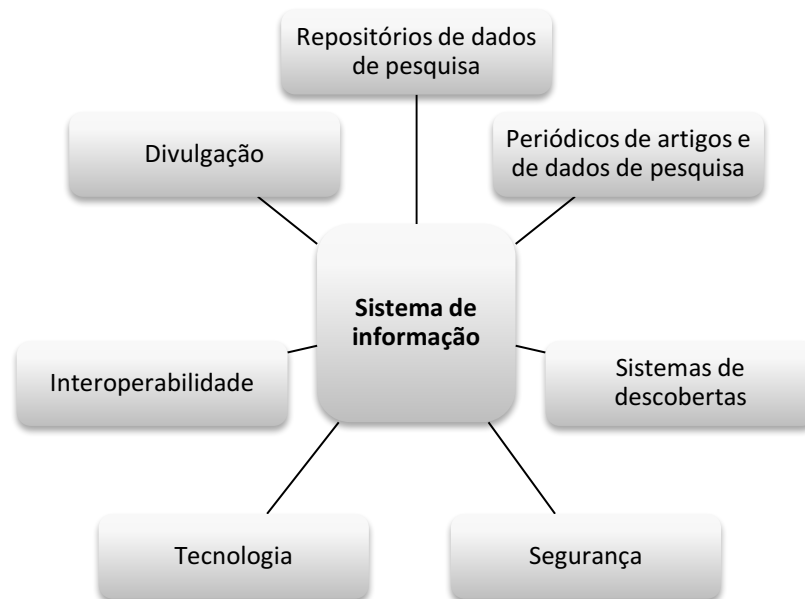 Repositórios de dados
de pesquisa
Divulgação
Periódicos de artigos e
de dados de pesquisa
Sistema de
informação
Interoperabilidade
Sistemas de
descobertas
Tecnologia
Segurança